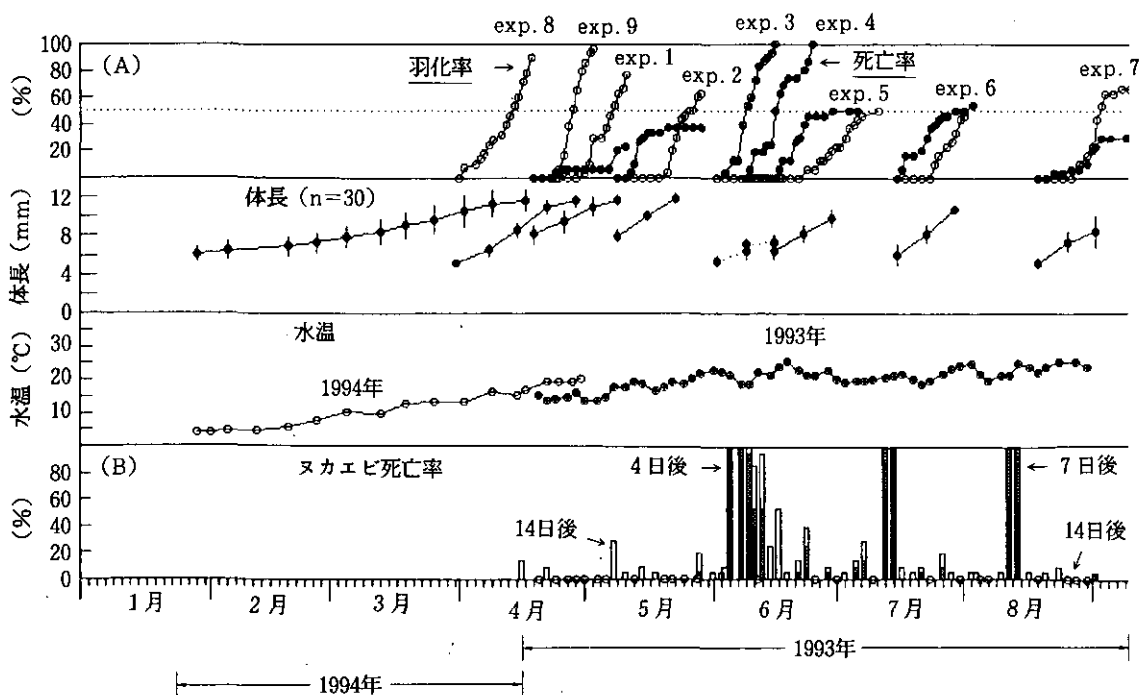 exp. 8 exp. 9 exp. 3 exp. 4
(A) 羽化率 → exp. 1 exp. 2 ← 死亡率 exp. 5 exp. 6 exp. 7
(%)
100
80
60
40
20
体長 (n=30)
体長 (mm)
12
8
4
0
水温 1993年
1994年
水温 (℃)
30
20
10
(B) ヌカエビ死亡率 4日後 → ← 7日後
14日後 14日後
(%)
80
60
40
20
0
1月 2月 3月 4月 5月 6月 7月 8月
1993年
1994年